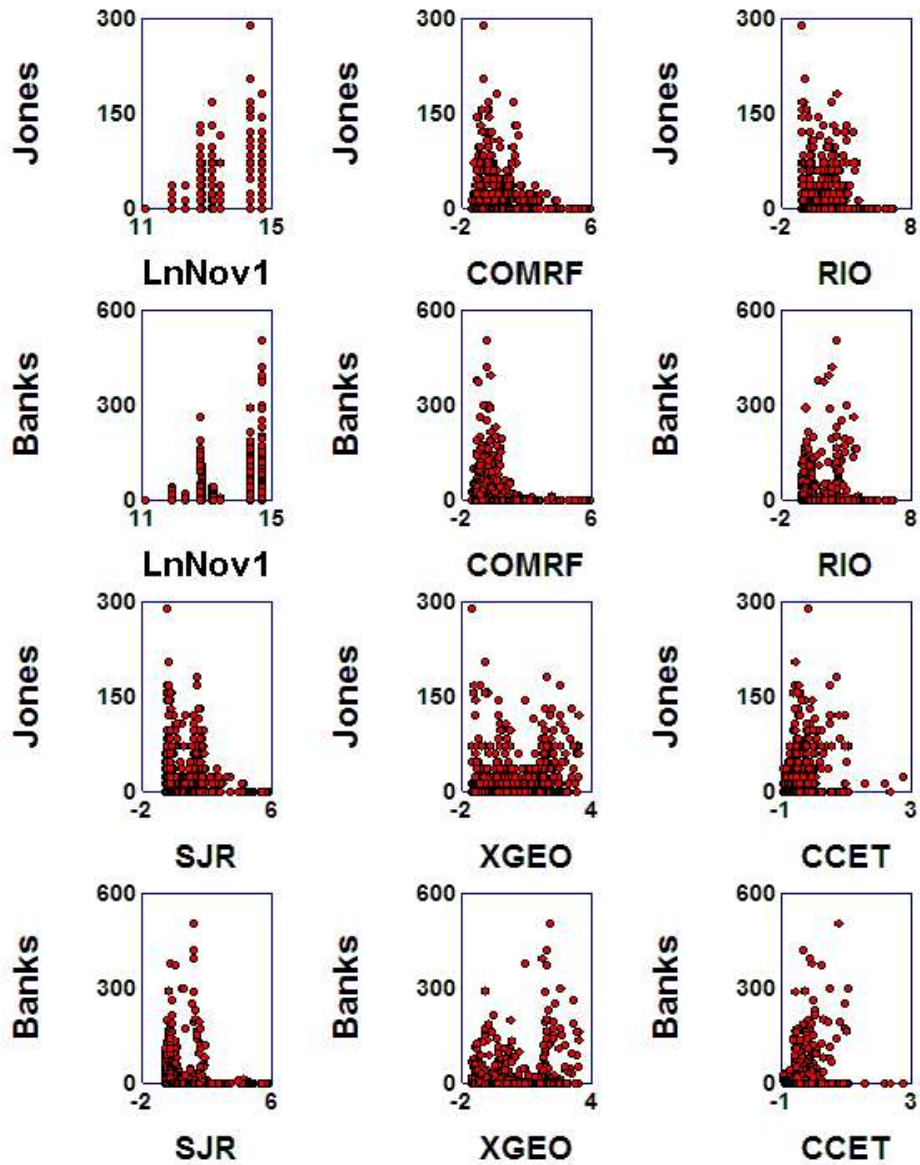 300 300 300
Jones Jones Jones
150 150 150
0 0 0
11 15 -2 6 -2 8
LnNov1 COMRF RIO
600 600 600
Banks Banks Banks
300 300 300
0 0 0
11 15 -2 6 -2 8
LnNov1 COMRF RIO
300 300 300
Jones Jones Jones
150 150 150
0 0 0
-2 6 -2 4 -1 3
SJR XGEO CCET
600 600 600
Banks Banks Banks
300 300 300
0 0 0
-2 6 -2 4 -1 3
SJR XGEO CCET